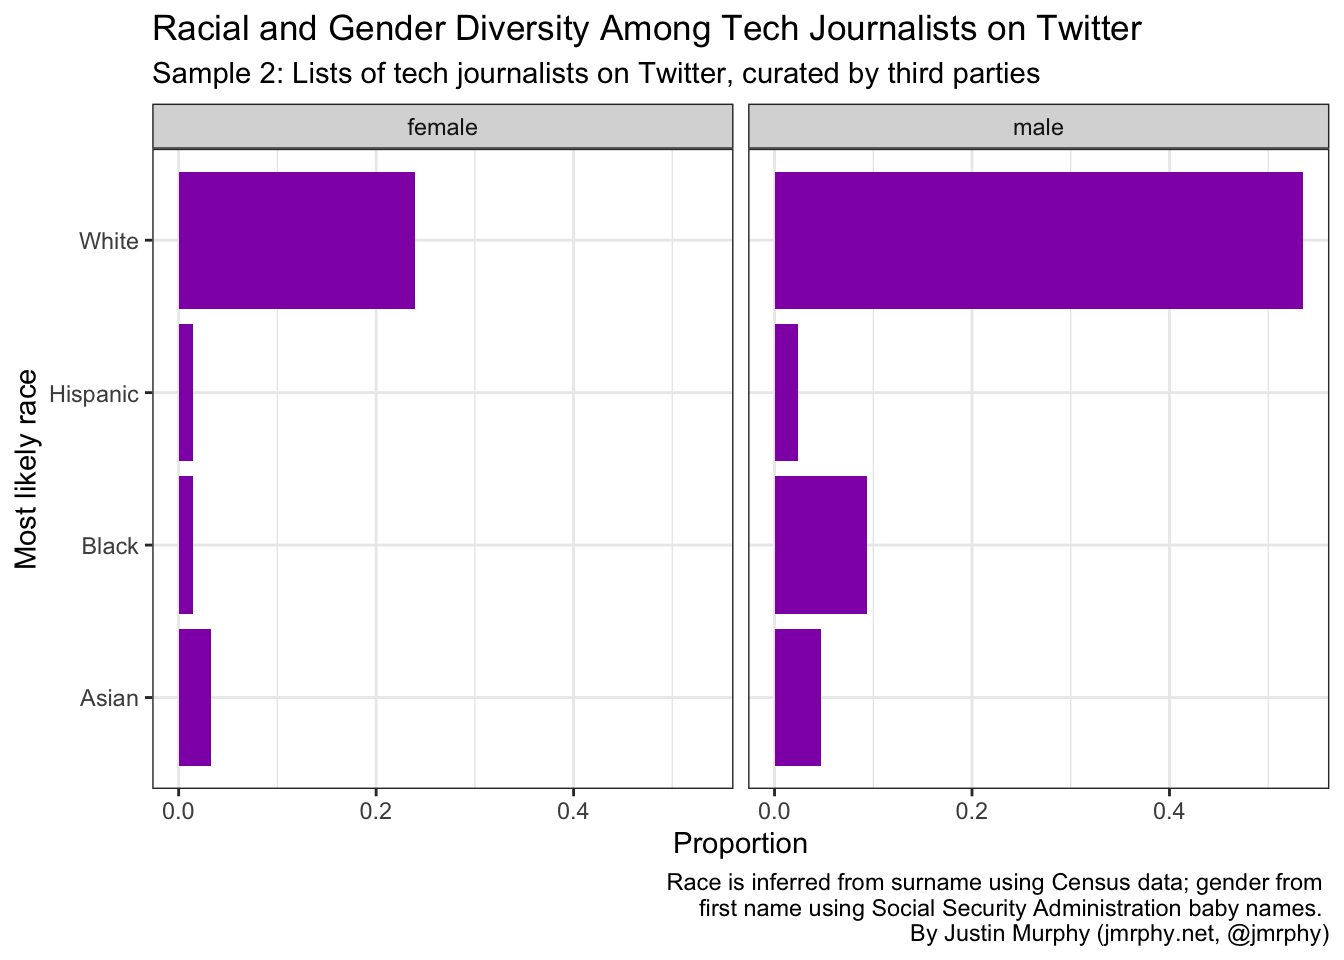 Racial and Gender Diversity Among Tech Journalists on Twitter
Sample 2: Lists of tech journalists on Twitter, curated by third parties
female
male
Most likely race
White
Hispanic
Black
Asian
0.0
0.2
0.4
0.0
0.2
0.4
Proportion
Race is inferred from surname using Census data; gender from
first name using Social Security Administration baby names.
By Justin Murphy (jmrphy.net, @jmrphy)